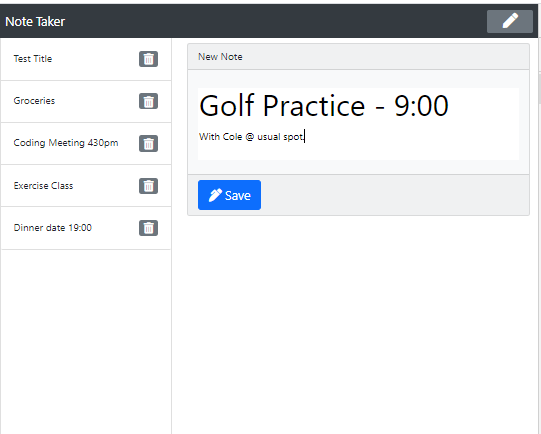 Note Taker
Test Title
Groceries
Coding Meeting 430pm
Exercise Class
Dinner date 19:00
New Note
Golf Practice - 9:00
With Cole @ usual spot.
Save